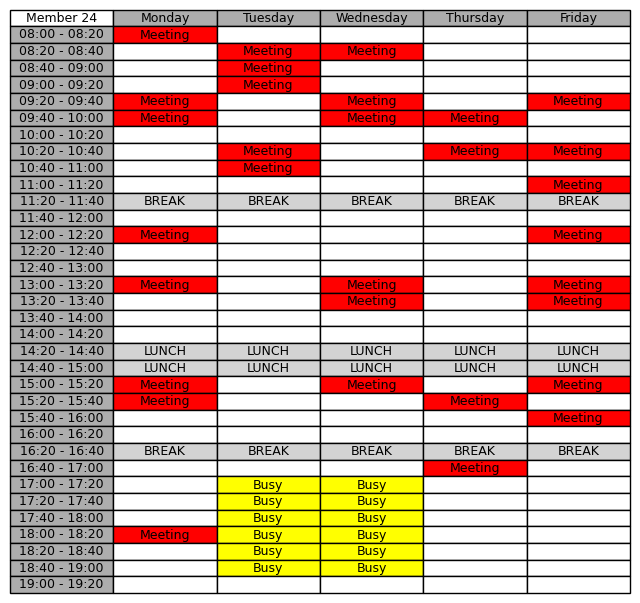 Member 24 Monday Tuesday Wednesday Thursday Friday
08:00 - 08:20 Meeting
08:20 - 08:40 Meeting Meeting
08:40 - 09:00 Meeting
09:00 - 09:20 Meeting
09:20 - 09:40 Meeting Meeting Meeting
09:40 - 10:00 Meeting Meeting Meeting
10:00 - 10:20
10:20 - 10:40 Meeting Meeting Meeting
10:40 - 11:00 Meeting
11:00 - 11:20 Meeting
11:20 - 11:40 BREAK BREAK BREAK BREAK BREAK
11:40 - 12:00
12:00 - 12:20 Meeting Meeting
12:20 - 12:40
12:40 - 13:00
13:00 - 13:20 Meeting Meeting Meeting
13:20 - 13:40 Meeting Meeting
13:40 - 14:00
14:00 - 14:20
14:20 - 14:40 LUNCH LUNCH LUNCH LUNCH LUNCH
14:40 - 15:00 LUNCH LUNCH LUNCH LUNCH LUNCH
15:00 - 15:20 Meeting Meeting Meeting
15:20 - 15:40 Meeting Meeting
15:40 - 16:00 Meeting
16:00 - 16:20
16:20 - 16:40 BREAK BREAK BREAK BREAK BREAK
16:40 - 17:00 Meeting
17:00 - 17:20 Busy Busy
17:20 - 17:40 Busy Busy
17:40 - 18:00 Busy Busy
18:00 - 18:20 Meeting Busy Busy
18:20 - 18:40 Busy Busy
18:40 - 19:00 Busy Busy
19:00 - 19:20